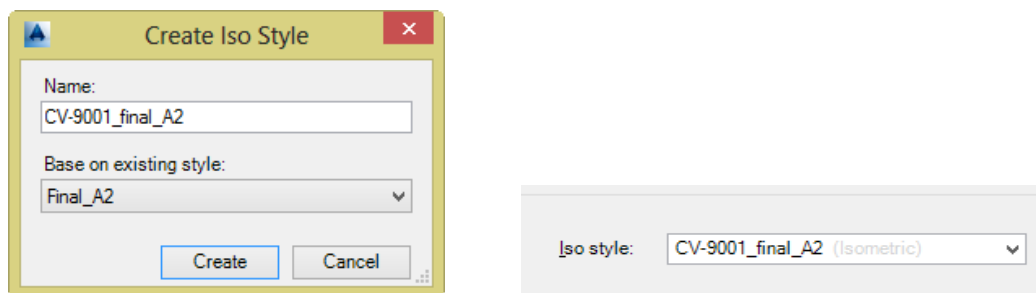 Create Iso Style
Name:
CV-9001_final_A2
Base on existing style:
Final_A2
Create Cancel
Iso style: CV-9001_final_A2 (Isometric)